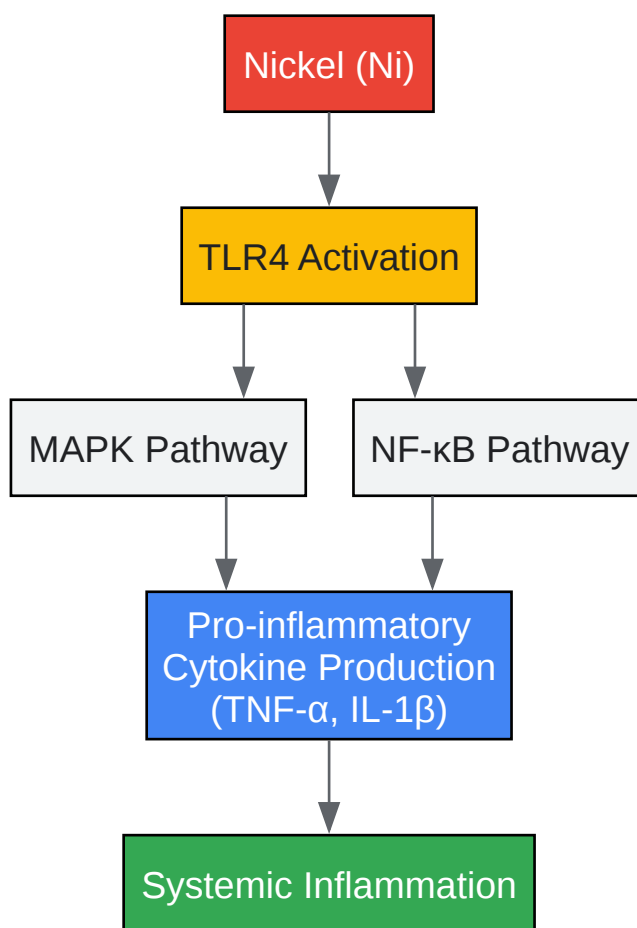 Nickel (Ni)
TLR4 Activation
MAPK Pathway
NF-κB Pathway
Pro-inflammatory
Cytokine Production
(TNF-α, IL-1β)
Systemic Inflammation